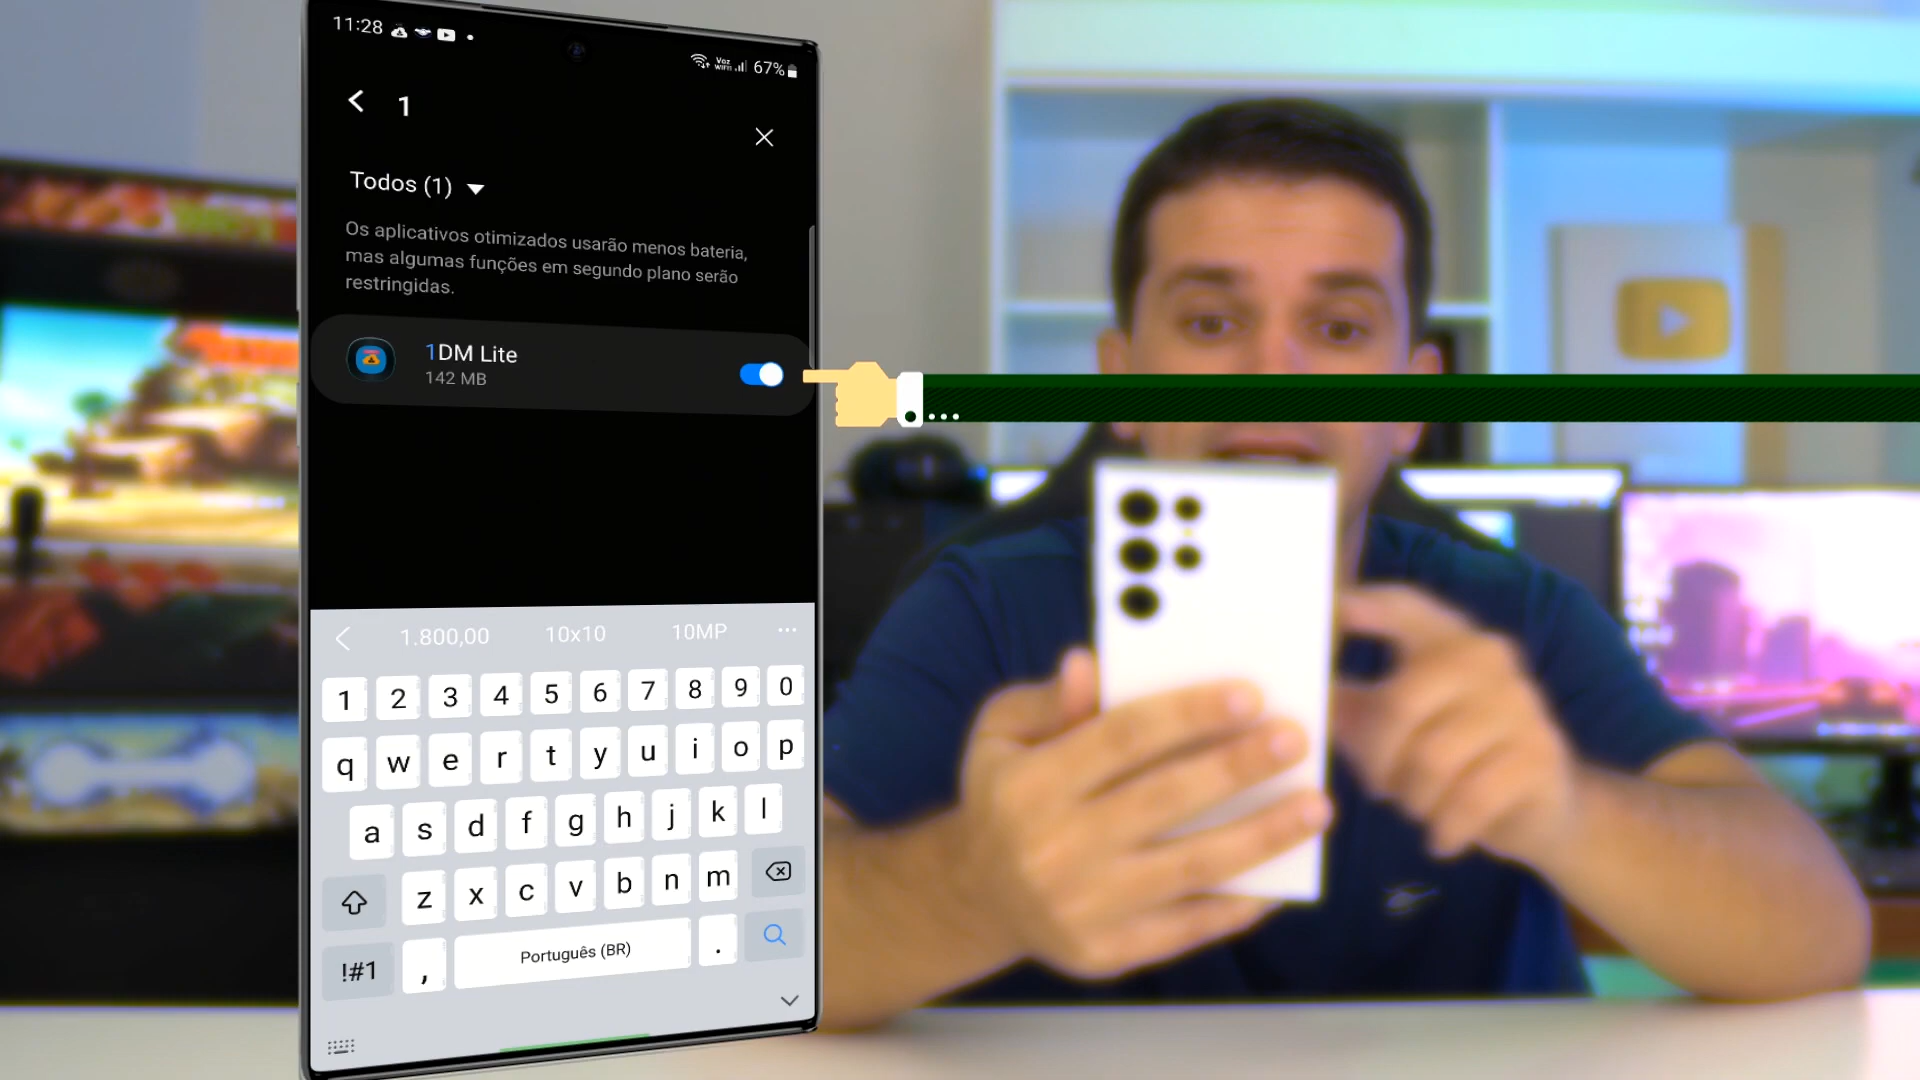 11:28
Voz
WiFi
67%
1
Todos (1)
Os aplicativos otimizados usarão menos bateria,
mas algumas funções em segundo plano serão
restringidas.
1DM Lite
142 MB
1.800,00 10x10 10MP ...
1 2 3 4 5 6 7 8 9 0
q w e r t y u i o p
a s d f g h j k l
z x c v b n m
!#1 , Português (BR) .